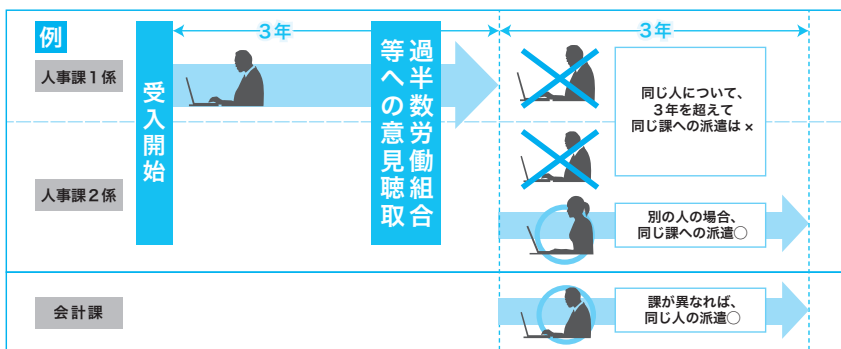 例
3年
3年
人事課1係
受入開始
過半数労働組合
等への意見聴取
同じ人について、
3年を超えて
同じ課への派遣は×
人事課2係
別の人の場合、
同じ課への派遣○
会計課
課が異なれば、
同じ人の派遣○